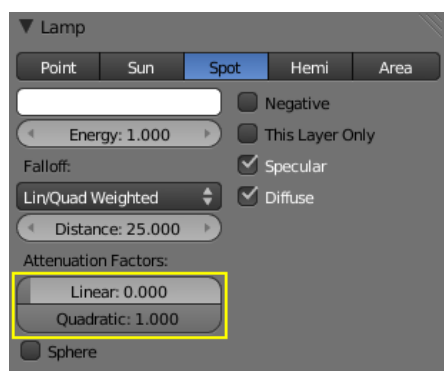 Lamp
Point Sun Spot Hemi Area
Negative
Energy: 1.000 This Layer Only
Falloff: Specular
Lin/Quad Weighted Diffuse
Distance: 25.000
Attenuation Factors:
Linear: 0.000
Quadratic: 1.000
Sphere